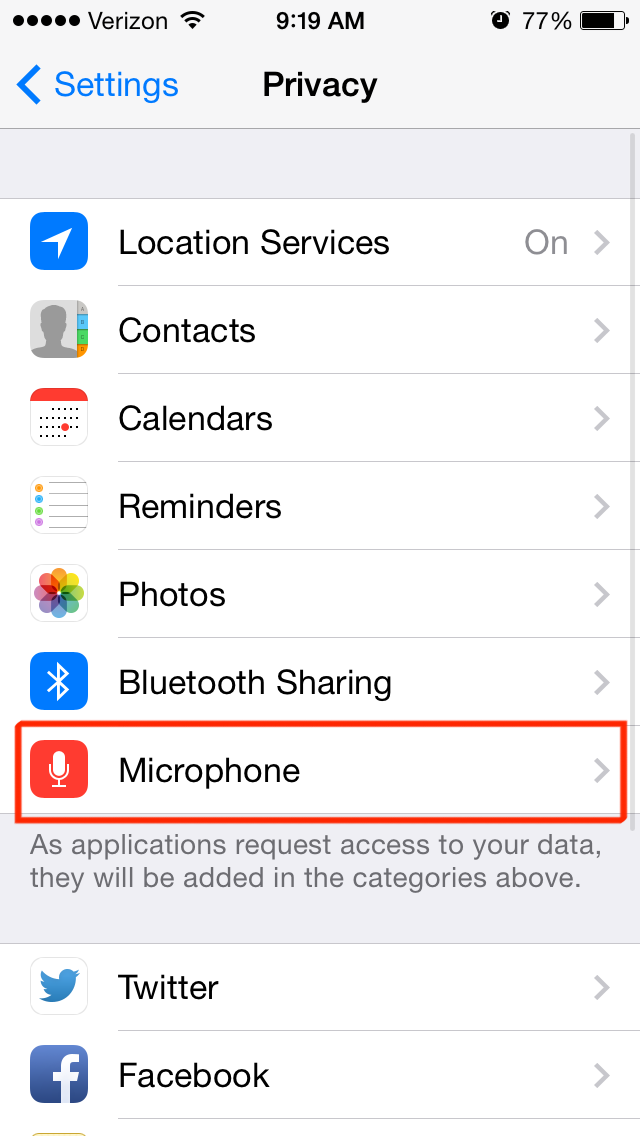 Verizon 9:19 AM 77%
Settings Privacy
Location Services On
Contacts
Calendars
Reminders
Photos
Bluetooth Sharing
Microphone
As applications request access to your data,
they will be added in the categories above.
Twitter
Facebook